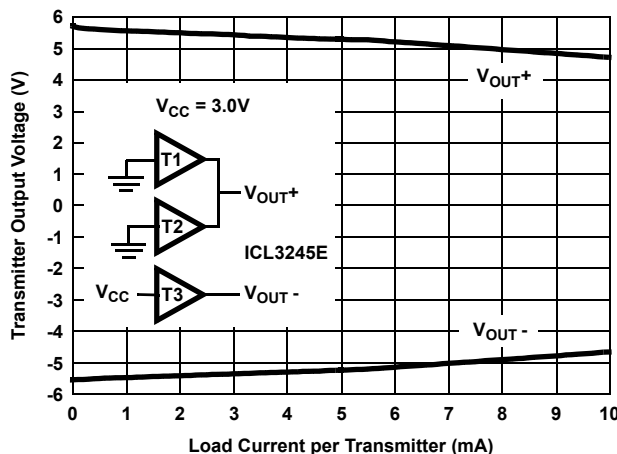 Transmitter Output Voltage (V)
6
5
4
3
2
1
0
-1
-2
-3
-4
-5
-6
VOUT+
VCC = 3.0V
T1
VOUT+
T2
ICL3245E
VCC
T3
VOUT -
VOUT -
0 1 2 3 4 5 6 7 8 9 10
Load Current per Transmitter (mA)